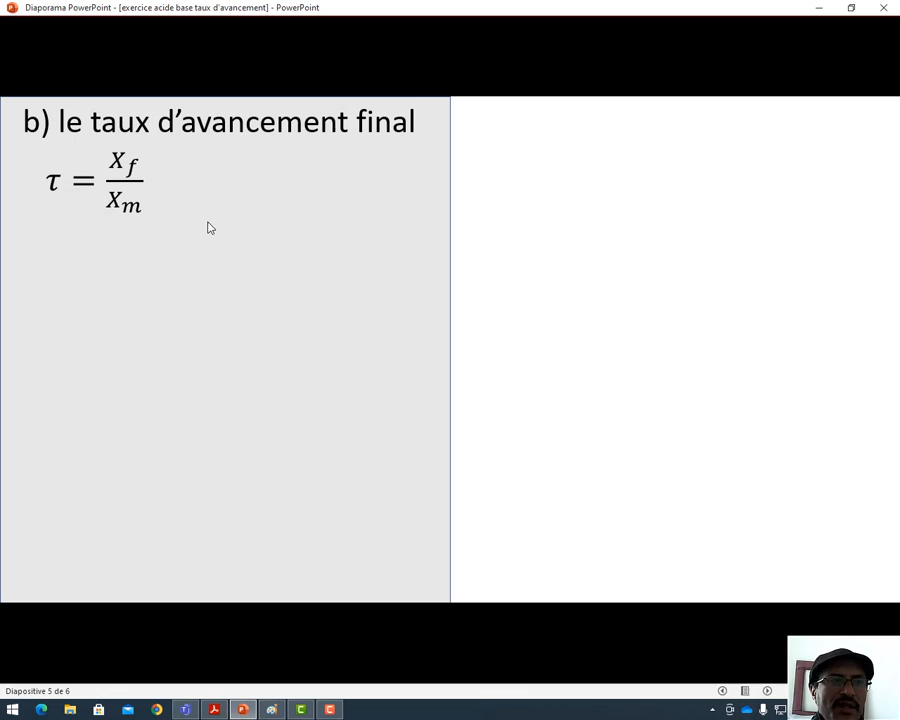 Diaporama PowerPoint - [exercice acide base taux d'avancement] - PowerPoint
b) le taux d’avancement final
τ = X_f / X_m
Diapositive 5 de 6